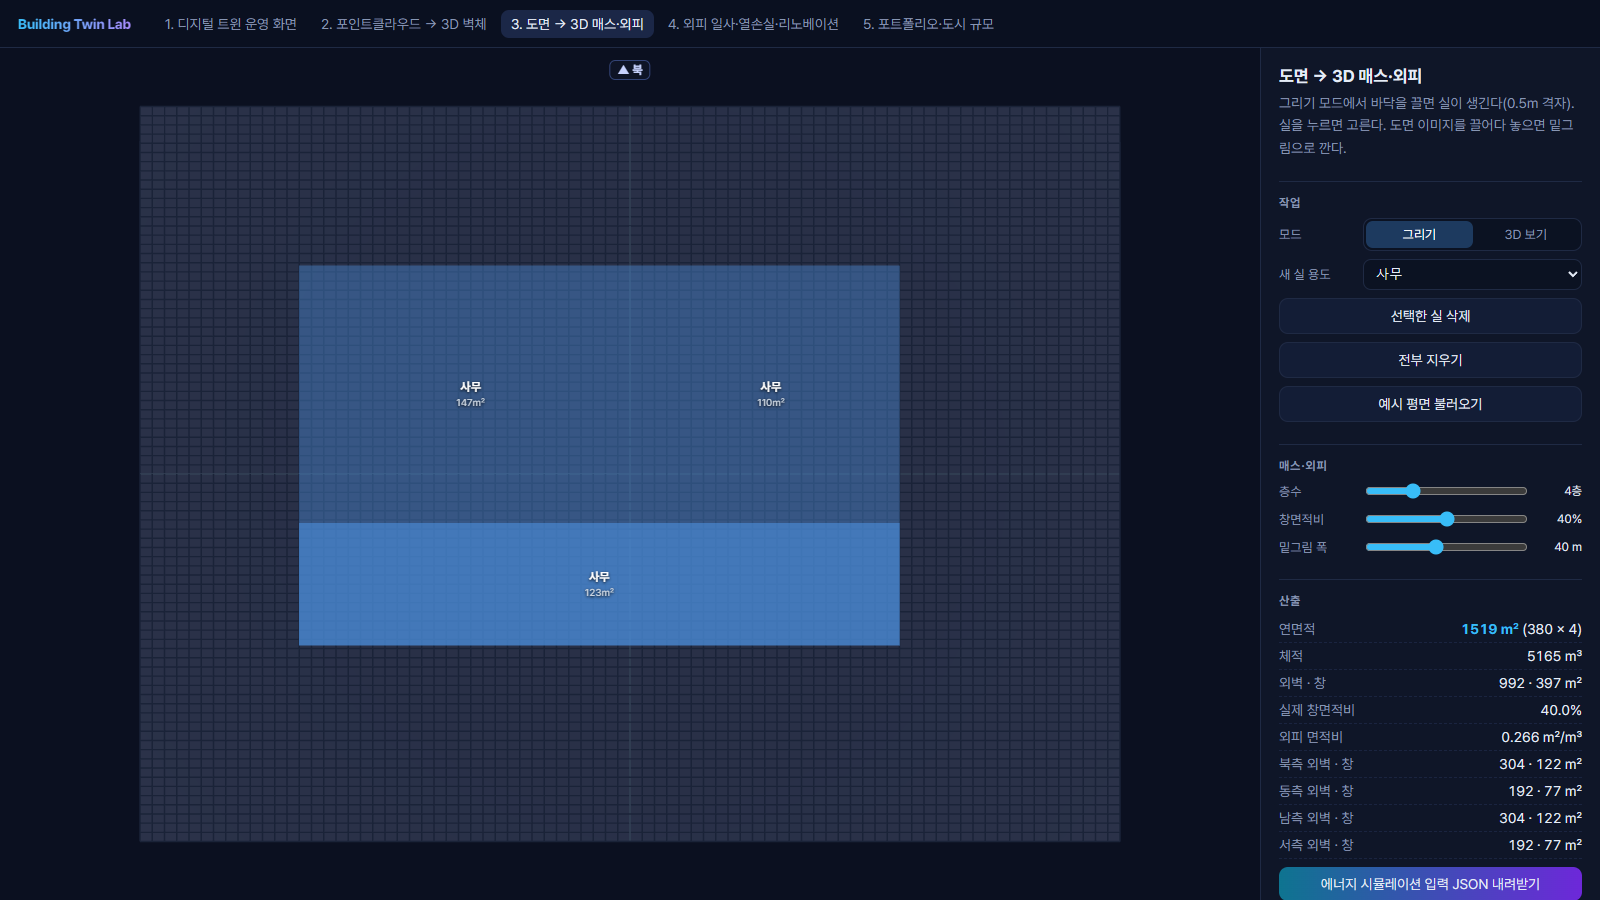 Building Twin Lab
1. 디지털 트윈 운영 화면
2. 포인트클라우드 → 3D 벽체
3. 도면 → 3D 매스·외피
4. 외피 일사·열손실·리노베이션
5. 포트폴리오·도시 규모
▲ 북
사무
147m²
사무
110m²
사무
123m²
도면 → 3D 매스·외피
그리기 모드에서 바닥을 끌면 실이 생긴다(0.5m 격자).
실을 누르면 고른다. 도면 이미지를 끌어다 놓으면 밑그
림으로 깐다.
작업
모드
그리기
3D 보기
새 실 용도
사무
선택한 실 삭제
전부 지우기
예시 평면 불러오기
매스·외피
층수
4층
창면적비
40%
밑그림 폭
40 m
산출
연면적
1519 m² (380 × 4)
체적
5165 m³
외벽 · 창
992 · 397 m²
실제 창면적비
40.0%
외피 면적비
0.266 m²/m³
북측 외벽 · 창
304 · 122 m²
동측 외벽 · 창
192 · 77 m²
남측 외벽 · 창
304 · 122 m²
서측 외벽 · 창
192 · 77 m²
에너지 시뮬레이션 입력 JSON 내려받기